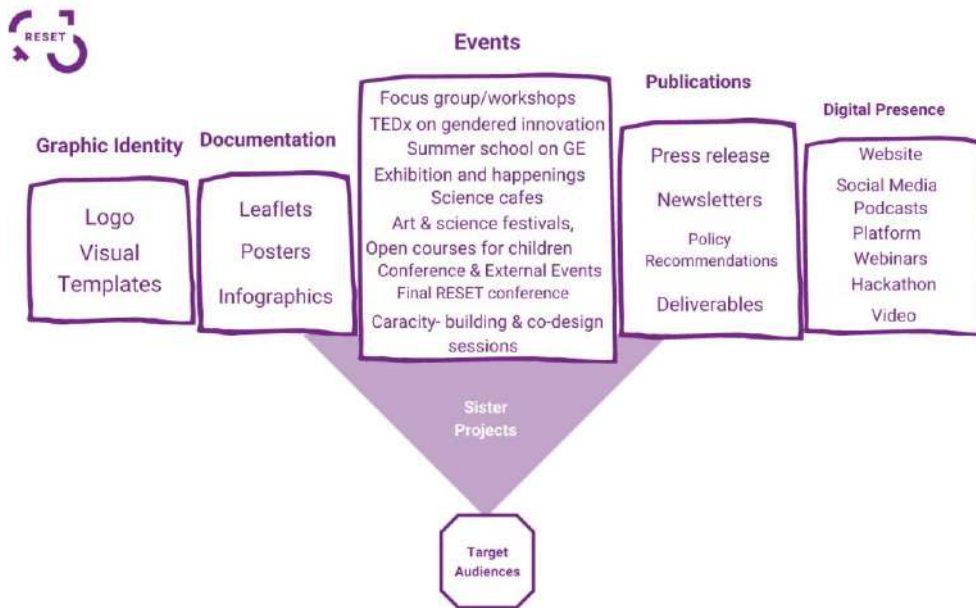 RESET
Graphic Identity
Logo
Visual
Templates
Documentation
Leaflets
Posters
Infographics
Events
Focus group/workshops
TEDx on gendered innovation
Summer school on GE
Exhibition and happenings
Science cafes
Art & science festivals,
Open courses for children
Conference & External Events
Final RESET conference
Caracity- building & co-design
sessions
Publications
Press release
Newsletters
Policy
Recommendations
Deliverables
Digital Presence
Website
Social Media
Podcasts
Platform
Webinars
Hackathon
Video
Sister
Projects
Target
Audiences